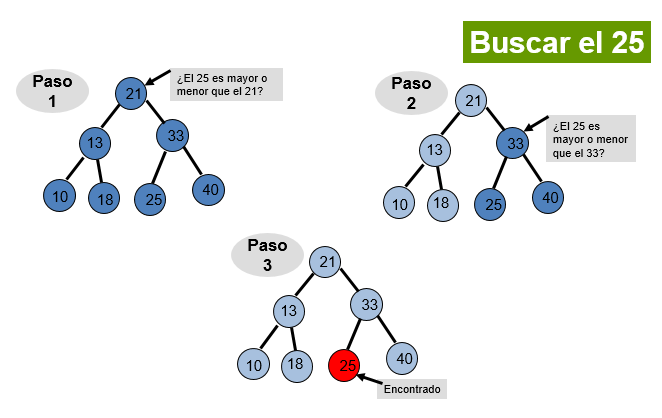 Buscar el 25
Paso
1
¿El 25 es mayor o
menor que el 21?
21
13
33
10
18
25
40
Paso
2
¿El 25 es
mayor o menor
que el 33?
21
13
33
10
18
25
40
Paso
3
21
13
33
10
18
25
40
Encontrado